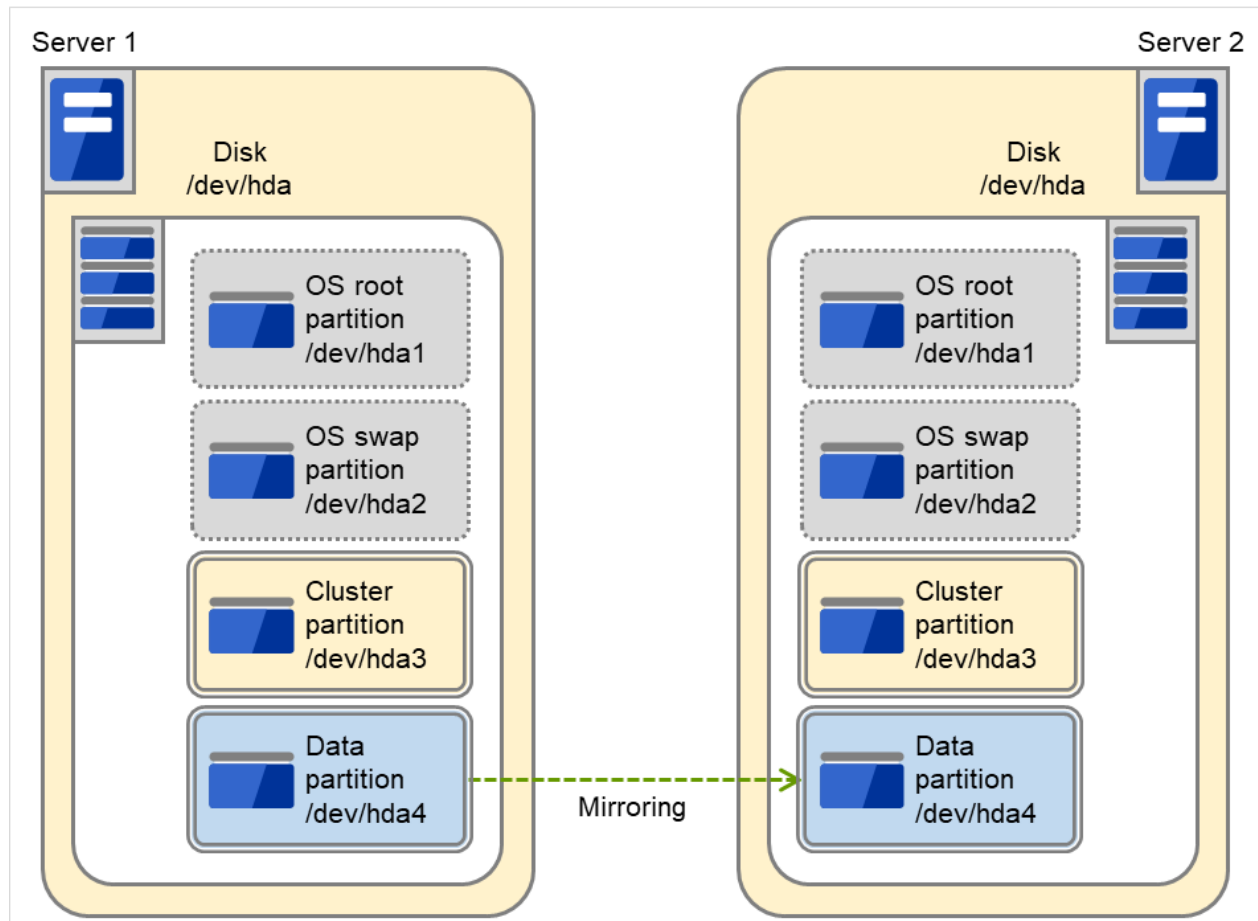 Server 1
Server 2
Disk
/dev/hda
Disk
/dev/hda
OS root
partition
/dev/hda1
OS root
partition
/dev/hda1
OS swap
partition
/dev/hda2
OS swap
partition
/dev/hda2
Cluster
partition
/dev/hda3
Cluster
partition
/dev/hda3
Data
partition
/dev/hda4
Mirroring
Data
partition
/dev/hda4